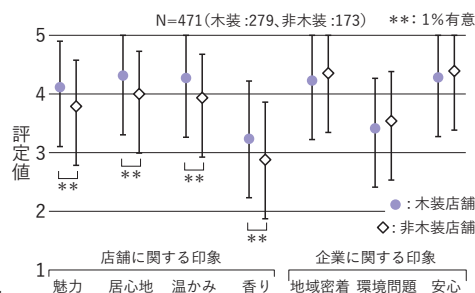 N=471(木装:279、非木装:173) **: 1%有意
5
4
3
2
1
評定値
**
**
**
**
●: 木装店舗
◇: 非木装店舗
店舗に関する印象 企業に関する印象
魅力 居心地 温かみ 香り 地域密着 環境問題 安心